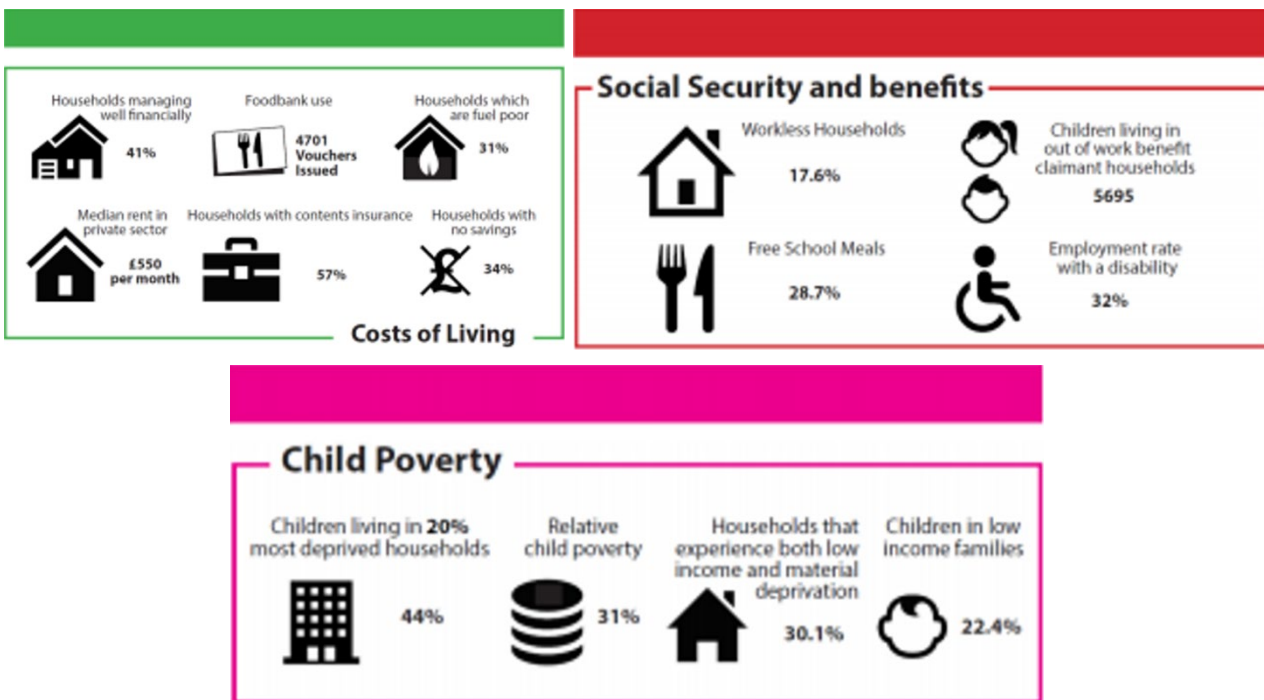 Households managing
well financially
41%
Foodbank use
4701
Vouchers
Issued
Households which
are fuel poor
31%
Median rent in
private sector
£550
per month
Households with contents insurance
57%
Households with
no savings
£
34%
Costs of Living
Social Security and benefits
Workless Households
17.6%
Children living in
out of work benefit
claimant households
5695
Free School Meals
28.7%
Employment rate
with a disability
32%
Child Poverty
Children living in 20%
most deprived households
44%
Relative
child poverty
31%
Households that
experience both low
income and material
deprivation
30.1%
Children in low
income families
22.4%